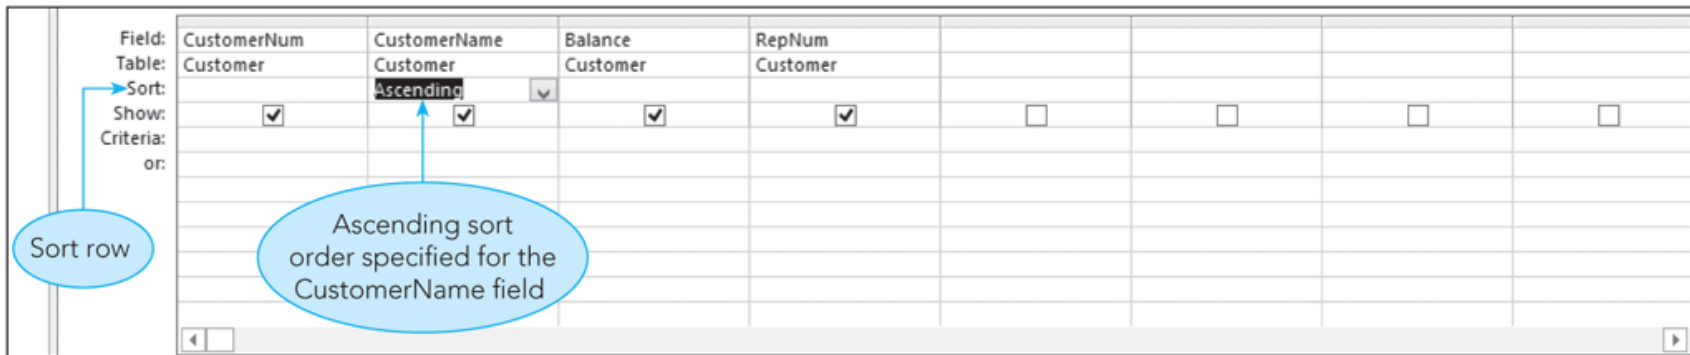 Field: CustomerNum CustomerName Balance RepNum
Table: Customer Customer Customer Customer
Sort: Ascending
Show:
Criteria:
or:
Sort row
Ascending sort
order specified for the
CustomerName field